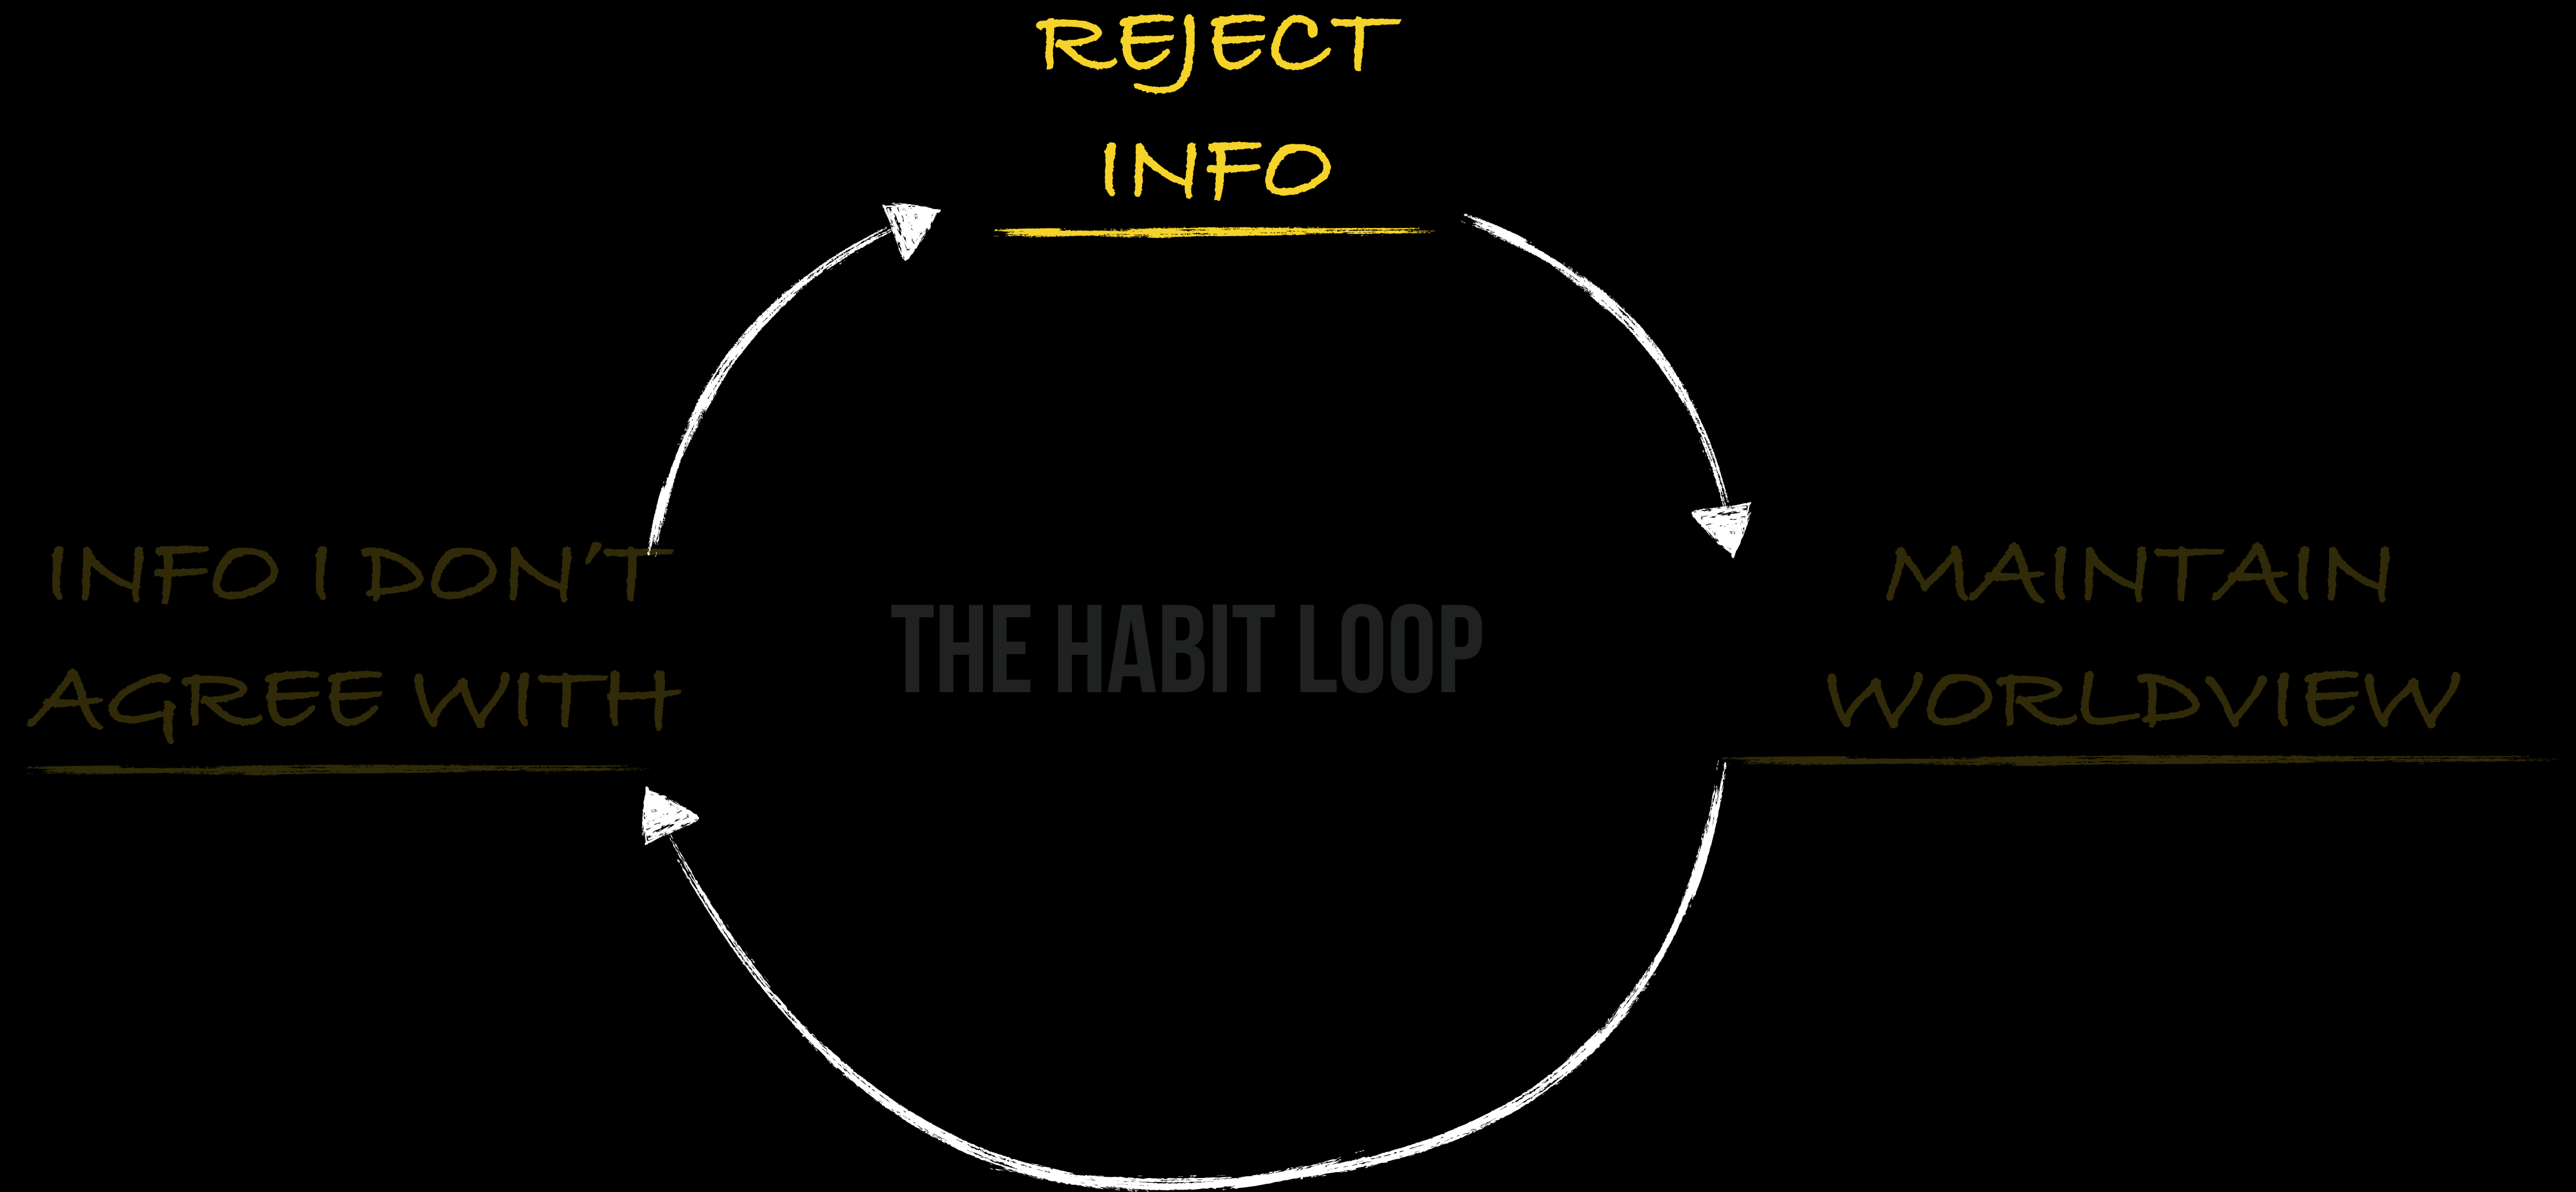 REJECT
INFO
INFO I DON'T
AGREE WITH
THE HABIT LOOP
MAINTAIN
WORLDVIEW